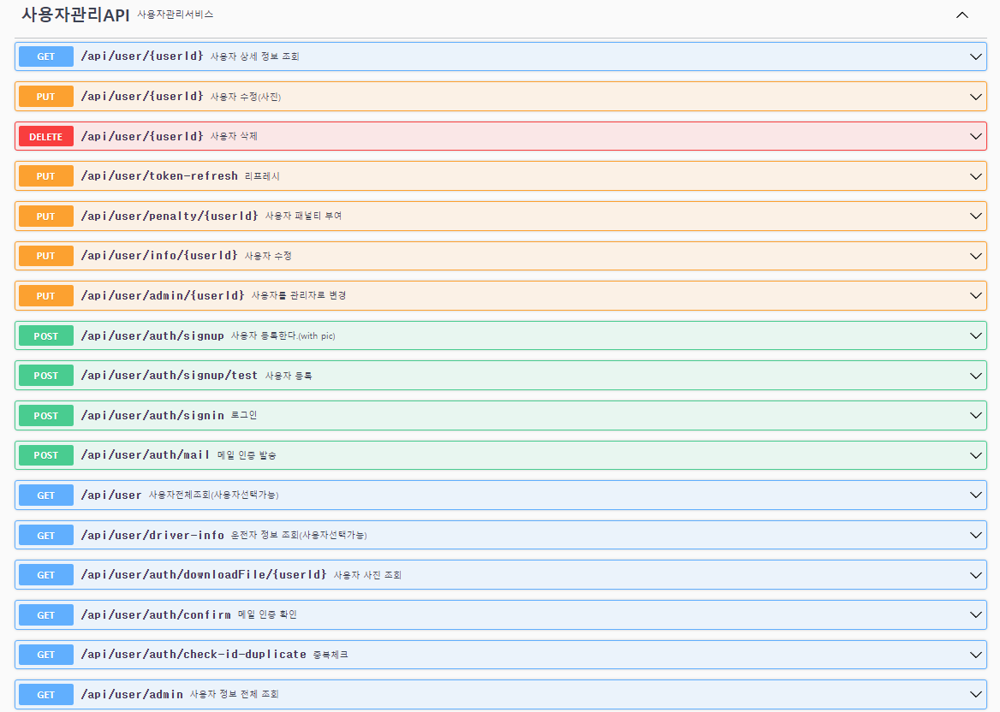 사용자관리API 사용자관리서비스
GET /api/user/{userId} 사용자 상세 정보 조회
PUT /api/user/{userId} 사용자 수정(사진)
DELETE /api/user/{userId} 사용자 삭제
PUT /api/user/token-refresh 리프레시
PUT /api/user/penalty/{userId} 사용자 패널티 부여
PUT /api/user/info/{userId} 사용자 수정
PUT /api/user/admin/{userId} 사용자를 관리자로 변경
POST /api/user/auth/signup 사용자 등록한다.(with pic)
POST /api/user/auth/signup/test 사용자 등록
POST /api/user/auth/signin 로그인
POST /api/user/auth/mail 메일 인증 발송
GET /api/user 사용자전체조회(사용자선택가능)
GET /api/user/driver-info 운전자 정보 조회(사용자선택가능)
GET /api/user/auth/downloadFile/{userId} 사용자 사진 조회
GET /api/user/auth/confirm 메일 인증 확인
GET /api/user/auth/check-id-duplicate 중복체크
GET /api/user/admin 사용자 정보 전체 조회